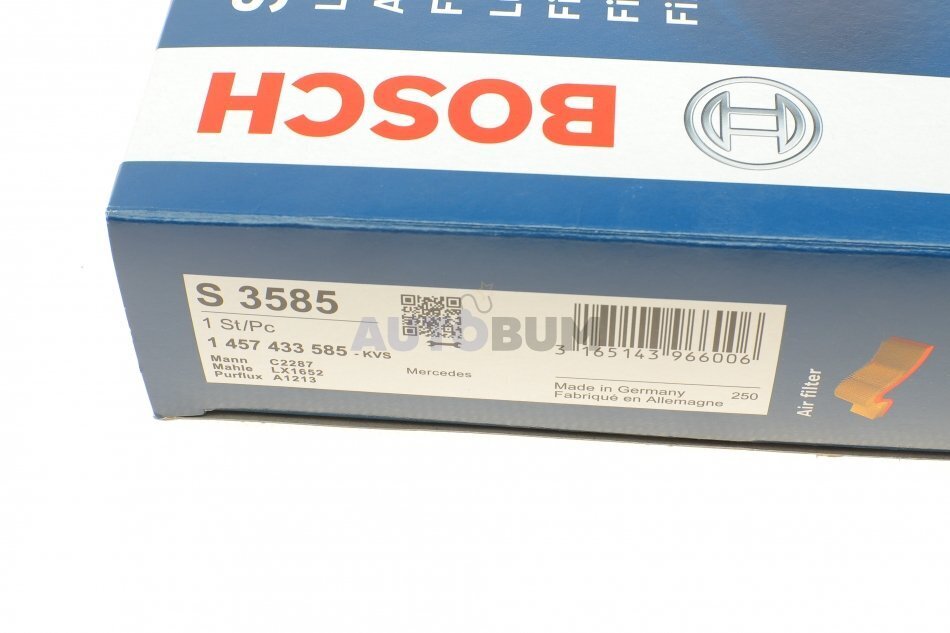 BOSCH
S 3585
1 St/Pc
1 457 433 585 - KVS
Mann C2287
Mahle LX1652
Purflux A1213
Mercedes
3 165143 966006
Made in Germany
Fabriqué en Allemagne 250
Air filter
AUTOBUM